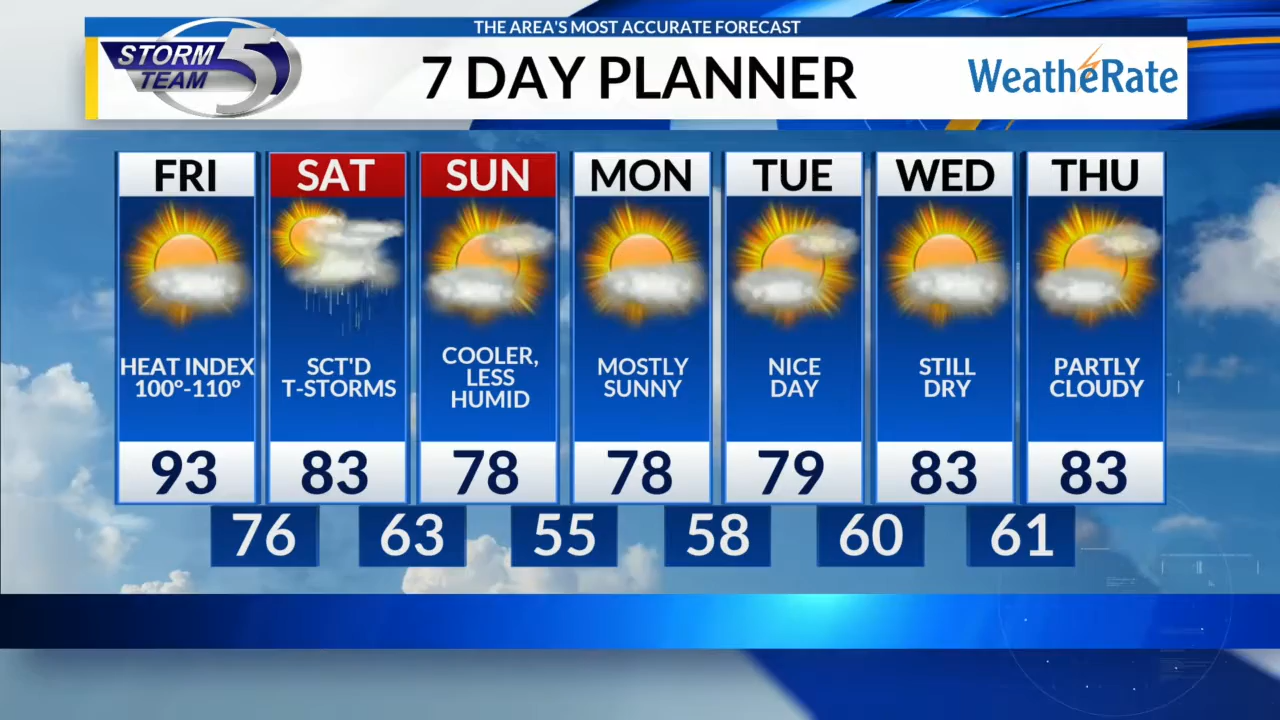 THE AREA'S MOST ACCURATE FORECAST
STORM
TEAM
5
7 DAY PLANNER
WeatheRate
FRI
SAT
SUN
MON
TUE
WED
THU
HEAT INDEX
100°-110°
SCT'D
T-STORMS
COOLER,
LESS
HUMID
MOSTLY
SUNNY
NICE
DAY
STILL
DRY
PARTLY
CLOUDY
93
83
78
78
79
83
83
76
63
55
58
60
61